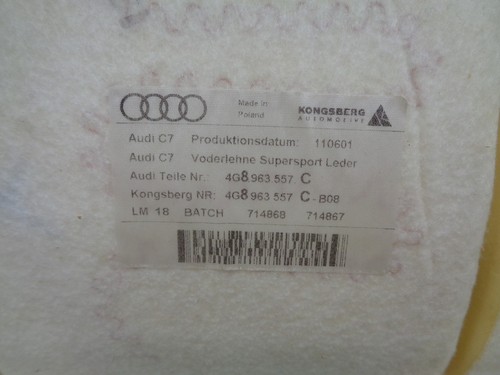 Made in
Poland
KONGSBERG
AUTOMOTIVE
Audi C7 Produktionsdatum: 110601
Audi C7 Voderlehne Supersport Leder
Audi Teile Nr.: 4G8 963 557 C
Kongsberg NR: 4G8 963 557 C-B08
LM 18 BATCH 714868 714867